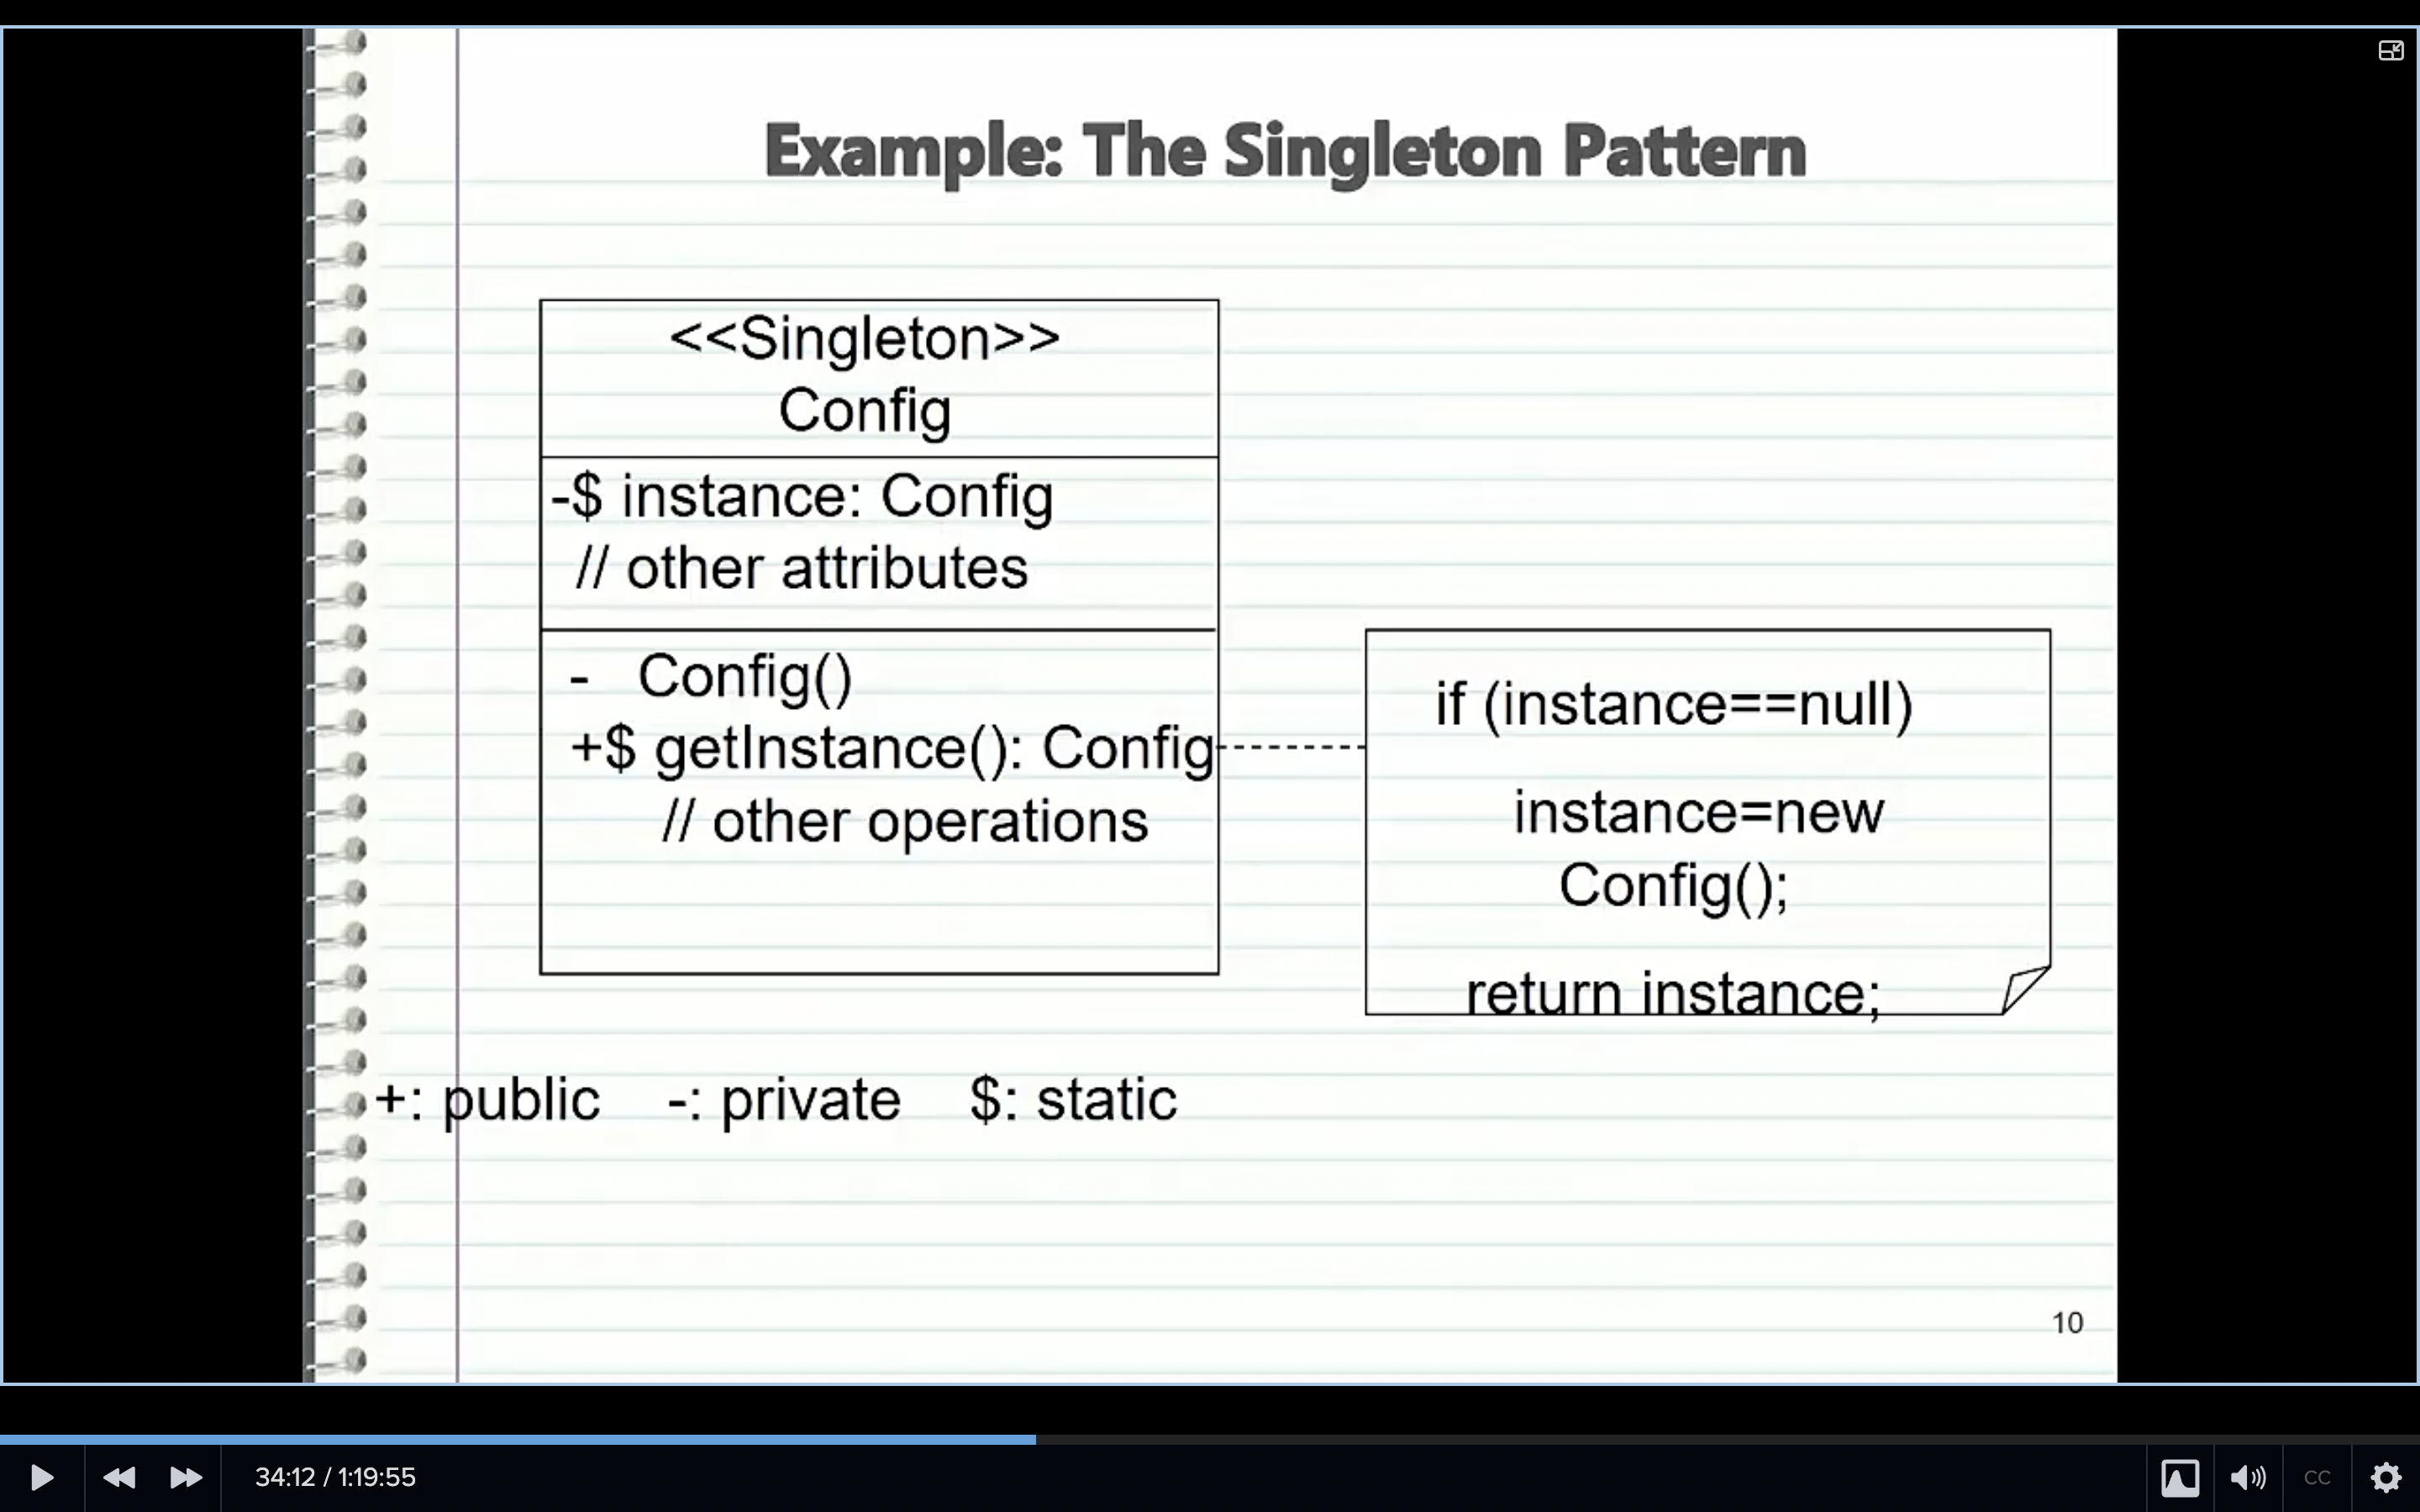 Example: The Singleton Pattern
<<Singleton>>
Config
-$ instance: Config
// other attributes
- Config()
+$ getInstance(): Config
// other operations
if (instance==null)
instance=new
Config();
return instance;
+: public -: private $: static
10
34:12 / 1:19:55
CC